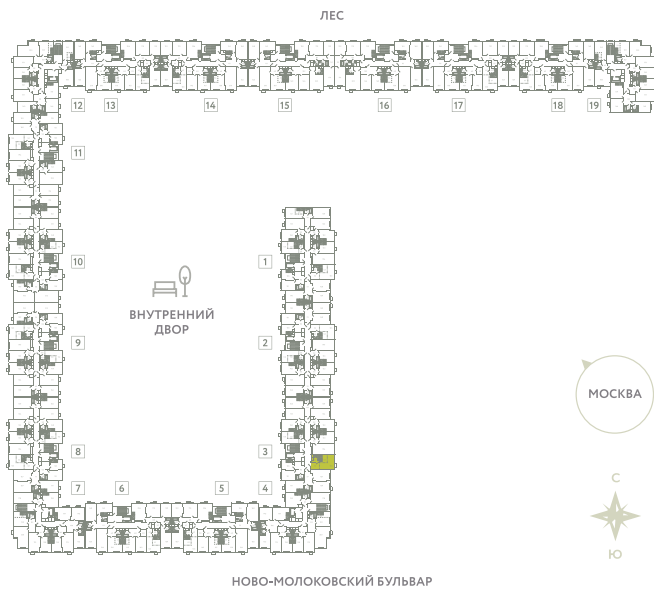 ЛЕС
12 13 14 15 16 17 18 19
11
10 1
ВНУТРЕННИЙ
ДВОР
9 2
МОСКВА
8 3
7 6 5 4
С
Ю
НОВО-МОЛОКОВСКИЙ БУЛЬВАР